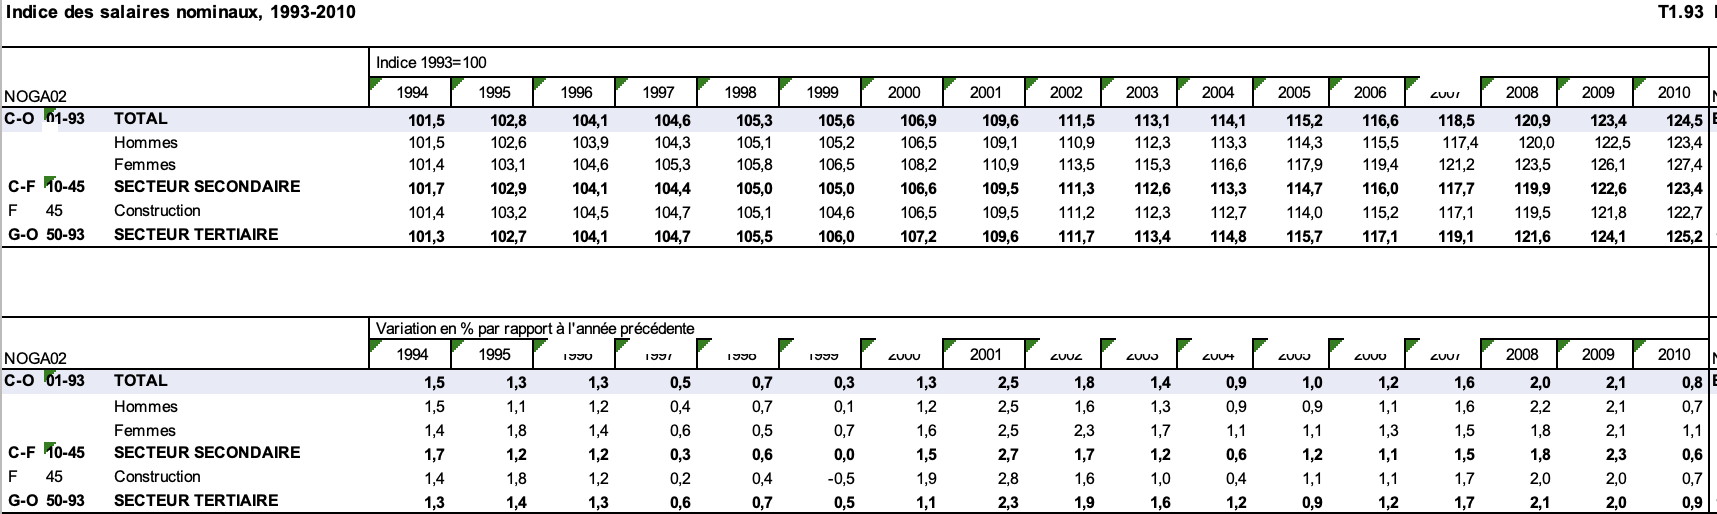 Indice des salaires nominaux, 1993-2010 T1.93
Indice 1993=100
NOGA02 1994 1995 1996 1997 1998 1999 2000 2001 2002 2003 2004 2005 2006 2007 2008 2009 2010
C-O 01-93 TOTAL 101,5 102,8 104,1 104,6 105,3 105,6 106,9 109,6 111,5 113,1 114,1 115,2 116,6 118,5 120,9 123,4 124,5
Hommes 101,5 102,6 103,9 104,3 105,1 105,2 106,5 109,1 110,9 112,3 113,3 114,3 115,5 117,4 120,0 122,5 123,4
Femmes 101,4 103,1 104,6 105,3 105,8 106,5 108,2 110,9 113,5 115,3 116,6 117,9 119,4 121,2 123,5 126,1 127,4
C-F 10-45 SECTEUR SECONDAIRE 101,7 102,9 104,1 104,4 105,0 105,0 106,6 109,5 111,3 112,6 113,3 114,7 116,0 117,7 119,9 122,6 123,4
F 45 Construction 101,4 103,2 104,5 104,7 105,1 104,6 106,5 109,5 111,2 112,3 112,7 114,0 115,2 117,1 119,5 121,8 122,7
G-O 50-93 SECTEUR TERTIAIRE 101,3 102,7 104,1 104,7 105,5 106,0 107,2 109,6 111,7 113,4 114,8 115,7 117,1 119,1 121,6 124,1 125,2
Variation en % par rapport à l'année précédente
NOGA02 1994 1995 1996 1997 1998 1999 2000 2001 2002 2003 2004 2005 2006 2007 2008 2009 2010
C-O 01-93 TOTAL 1,5 1,3 1,3 0,5 0,7 0,3 1,3 2,5 1,8 1,4 0,9 1,0 1,2 1,6 2,0 2,1 0,8
Hommes 1,5 1,1 1,2 0,4 0,7 0,1 1,2 2,5 1,6 1,3 0,9 0,9 1,1 1,6 2,2 2,1 0,7
Femmes 1,4 1,8 1,4 0,6 0,5 0,7 1,6 2,5 2,3 1,7 1,1 1,1 1,3 1,5 1,8 2,1 1,1
C-F 10-45 SECTEUR SECONDAIRE 1,7 1,2 1,2 0,3 0,6 0,0 1,5 2,7 1,7 1,2 0,6 1,2 1,1 1,5 1,8 2,3 0,6
F 45 Construction 1,4 1,8 1,2 0,2 0,4 -0,5 1,9 2,8 1,6 1,0 0,4 1,1 1,1 1,7 2,0 2,0 0,7
G-O 50-93 SECTEUR TERTIAIRE 1,3 1,4 1,3 0,6 0,7 0,5 1,1 2,3 1,9 1,6 1,2 0,9 1,2 1,7 2,1 2,0 0,9